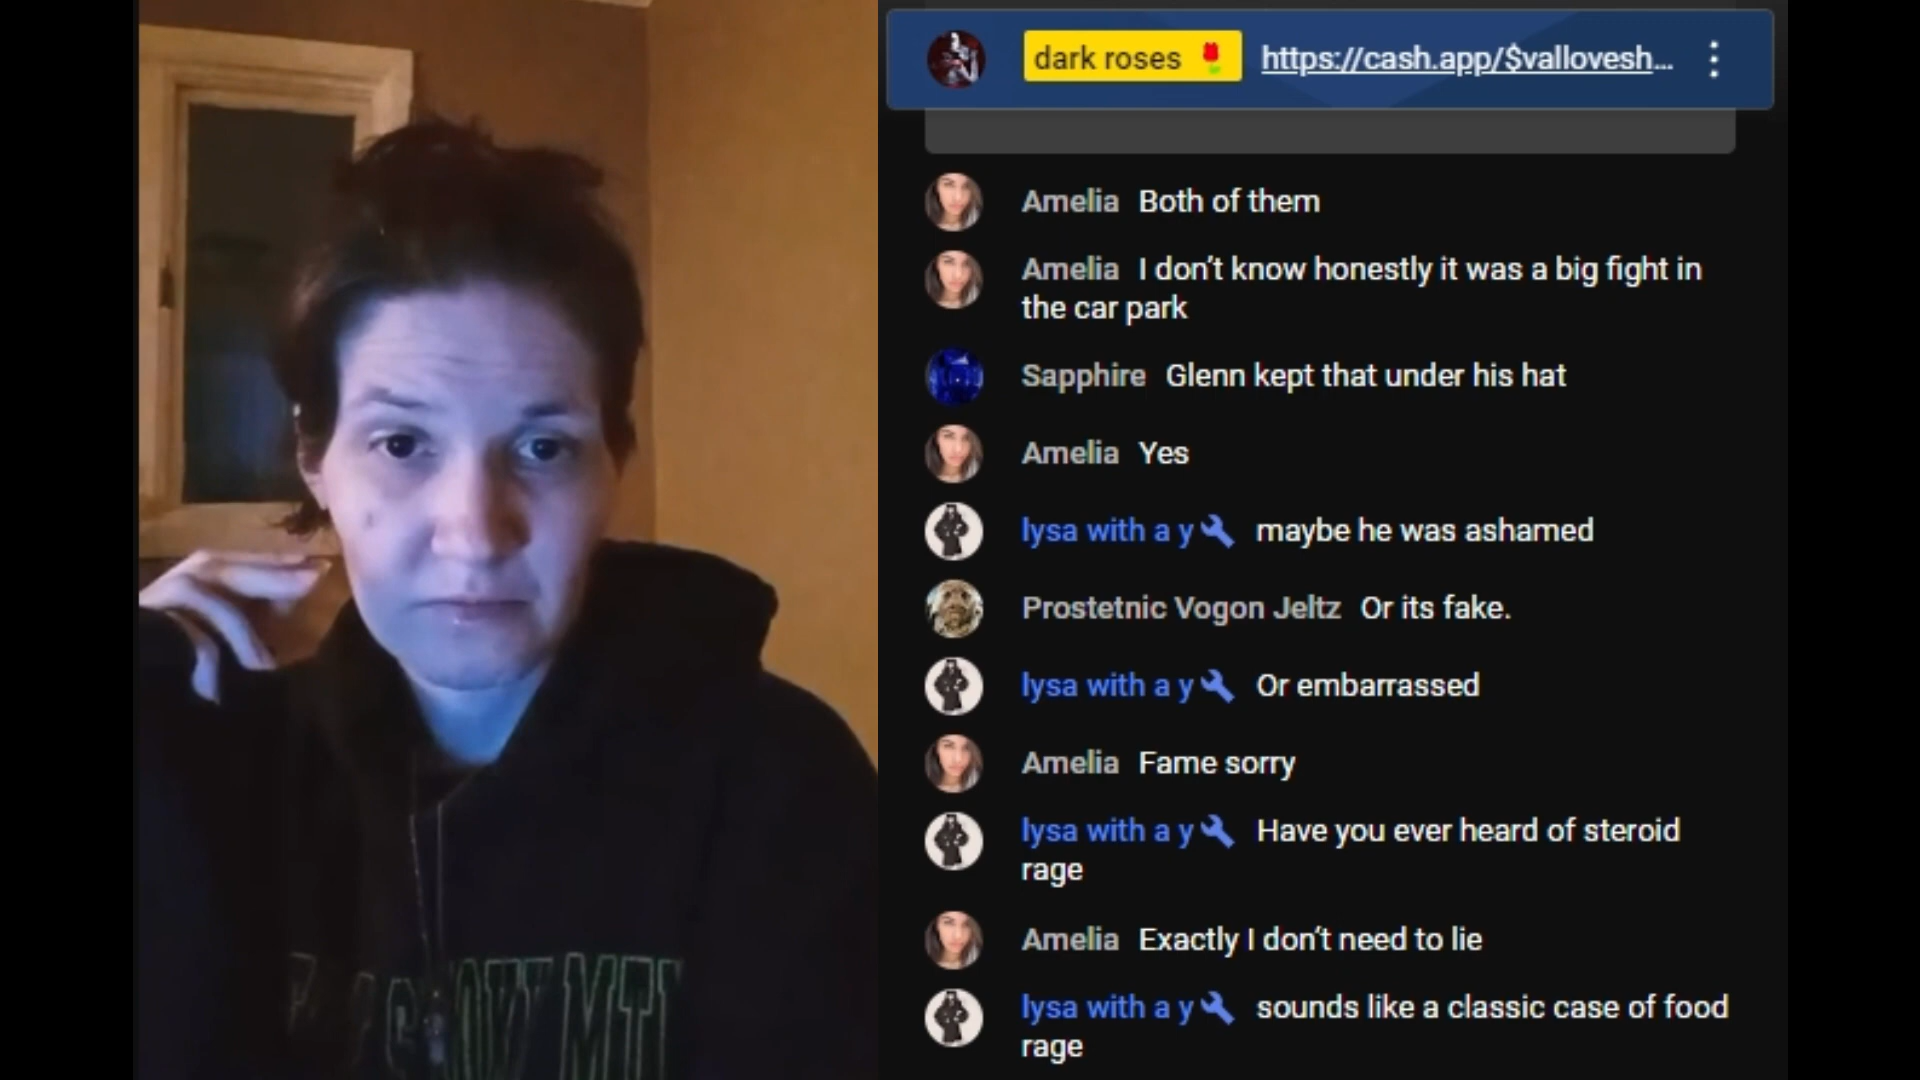 dark roses https://cash.app/$vallovesh...
Amelia Both of them
Amelia I don't know honestly it was a big fight in
the car park
Sapphire Glenn kept that under his hat
Amelia Yes
lysa with a y maybe he was ashamed
Prostetnic Vogon Jeltz Or its fake.
lysa with a y Or embarrassed
Amelia Fame sorry
lysa with a y Have you ever heard of steroid
rage
Amelia Exactly I don't need to lie
lysa with a y sounds like a classic case of food
rage